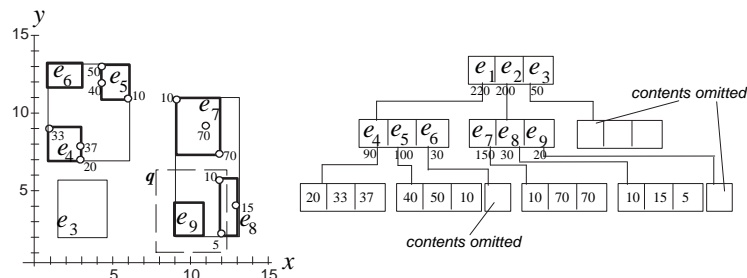 y
15
10
5
5
10
15
x
e6
50
e5
40
10
33
37
e4
20
e3
10
e7
70
70
q
10
15
e9
e8
5
e1 e2 e3
220 200 50
contents omitted
e4 e5 e6
90 100 30
e7 e8 e9
150 30 20
20 33 37
40 50 10
10 70 70
10 15 5
contents omitted